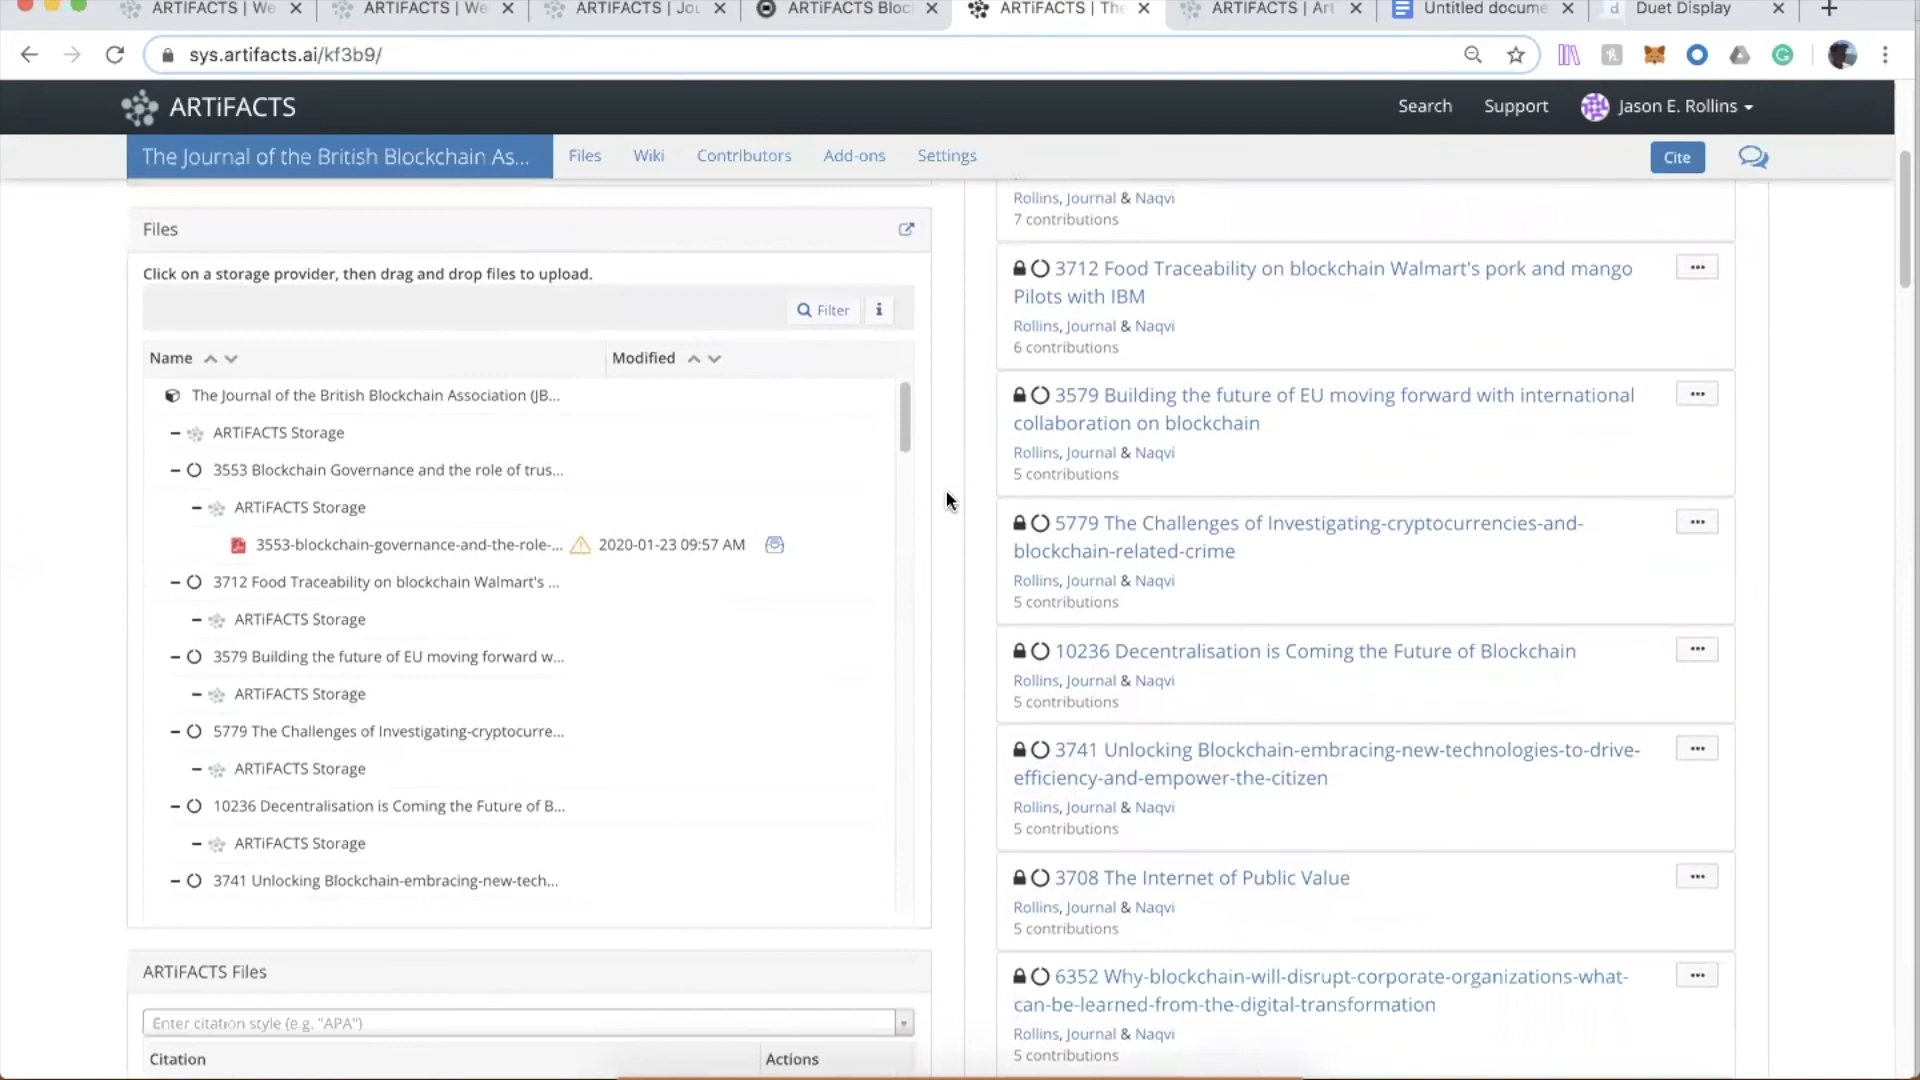 ARTiFACTS | We
ARTiFACTS | We
ARTiFACTS | Jou
ARTiFACTS Bloc
ARTiFACTS | The
ARTiFACTS | Art
Untitled docume
Duet Display
sys.artifacts.ai/kf3b9/
ARTiFACTS
Search
Support
Jason E. Rollins
The Journal of the British Blockchain As...
Files
Wiki
Contributors
Add-ons
Settings
Cite
Files
Click on a storage provider, then drag and drop files to upload.
Filter
Name
Modified
The Journal of the British Blockchain Association (JB...
ARTiFACTS Storage
3553 Blockchain Governance and the role of trus...
ARTiFACTS Storage
3553-blockchain-governance-and-the-role-... 2020-01-23 09:57 AM
3712 Food Traceability on blockchain Walmart's ...
ARTiFACTS Storage
3579 Building the future of EU moving forward w...
ARTiFACTS Storage
5779 The Challenges of Investigating-cryptocurre...
ARTiFACTS Storage
10236 Decentralisation is Coming the Future of B...
ARTiFACTS Storage
3741 Unlocking Blockchain-embracing-new-tech...
ARTiFACTS Files
Enter citation style (e.g. "APA")
Citation
Actions
Rollins, Journal & Naqvi
7 contributions
3712 Food Traceability on blockchain Walmart's pork and mango
Pilots with IBM
Rollins, Journal & Naqvi
6 contributions
3579 Building the future of EU moving forward with international
collaboration on blockchain
Rollins, Journal & Naqvi
5 contributions
5779 The Challenges of Investigating-cryptocurrencies-and-
blockchain-related-crime
Rollins, Journal & Naqvi
5 contributions
10236 Decentralisation is Coming the Future of Blockchain
Rollins, Journal & Naqvi
5 contributions
3741 Unlocking Blockchain-embracing-new-technologies-to-drive-
efficiency-and-empower-the-citizen
Rollins, Journal & Naqvi
5 contributions
3708 The Internet of Public Value
Rollins, Journal & Naqvi
5 contributions
6352 Why-blockchain-will-disrupt-corporate-organizations-what-
can-be-learned-from-the-digital-transformation
Rollins, Journal & Naqvi
5 contributions